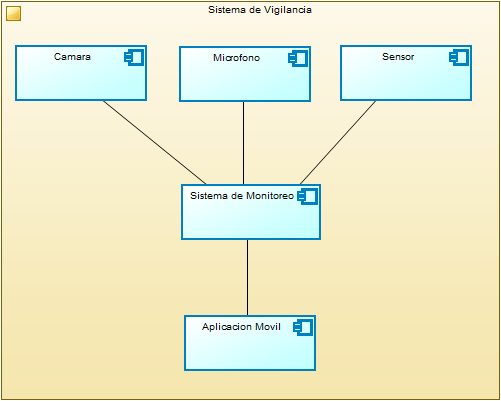 Sistema de Vigilancia
Camara
Microfono
Sensor
Sistema de Monitoreo
Aplicacion Movil